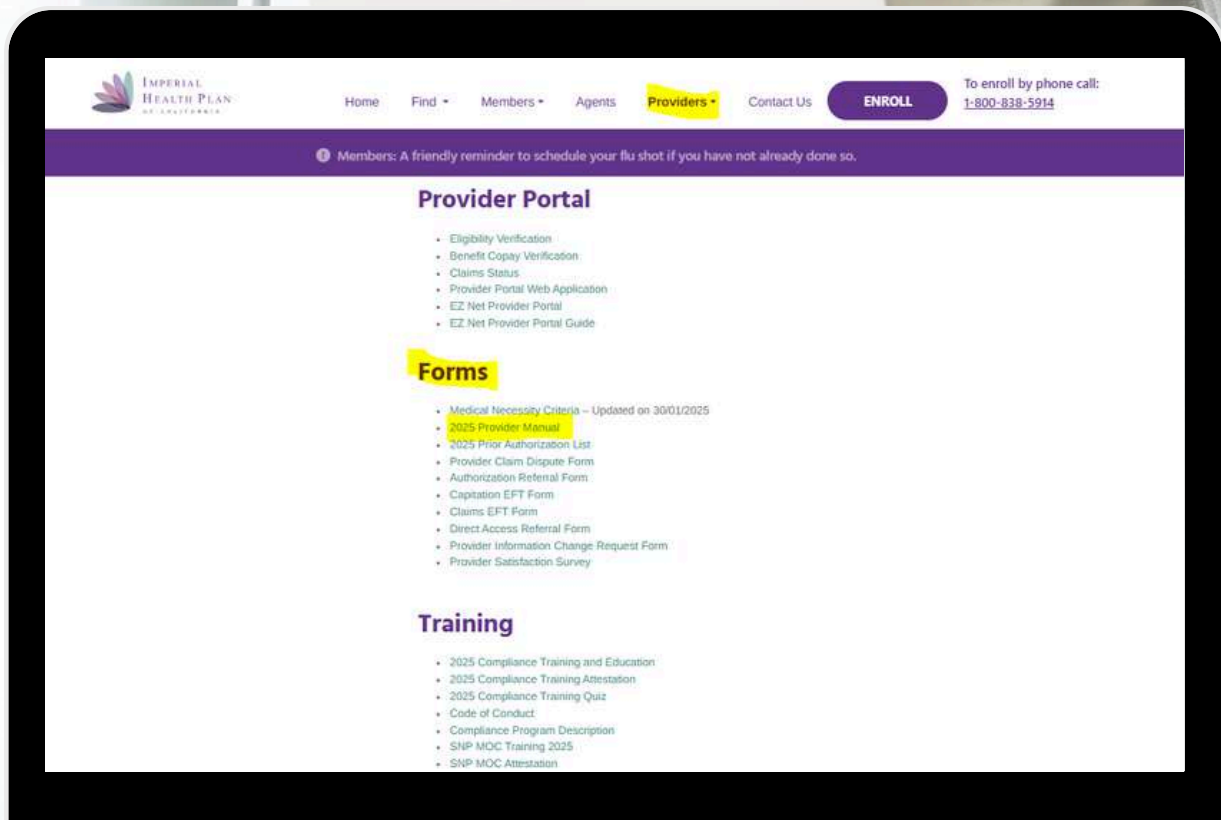 IMPERIAL
HEALTH PLAN
OF CALIFORNIA
Home Find Members Agents Providers Contact Us ENROLL
To enroll by phone call:
1-800-838-5914
Members: A friendly reminder to schedule your flu shot if you have not already done so.
Provider Portal
Eligibility Verification
Benefit Copay Verification
Claims Status
Provider Portal Web Application
EZ Net Provider Portal
EZ Net Provider Portal Guide
Forms
Medical Necessity Criteria – Updated on 30/01/2025
2025 Provider Manual
2025 Prior Authorization List
Provider Claim Dispute Form
Authorization Referral Form
Capitation EFT Form
Claims EFT Form
Direct Access Referral Form
Provider Information Change Request Form
Provider Satisfaction Survey
Training
2025 Compliance Training and Education
2025 Compliance Training Attestation
2025 Compliance Training Quiz
Code of Conduct
Compliance Program Description
SNP MOC Training 2025
SNP MOC Attestation